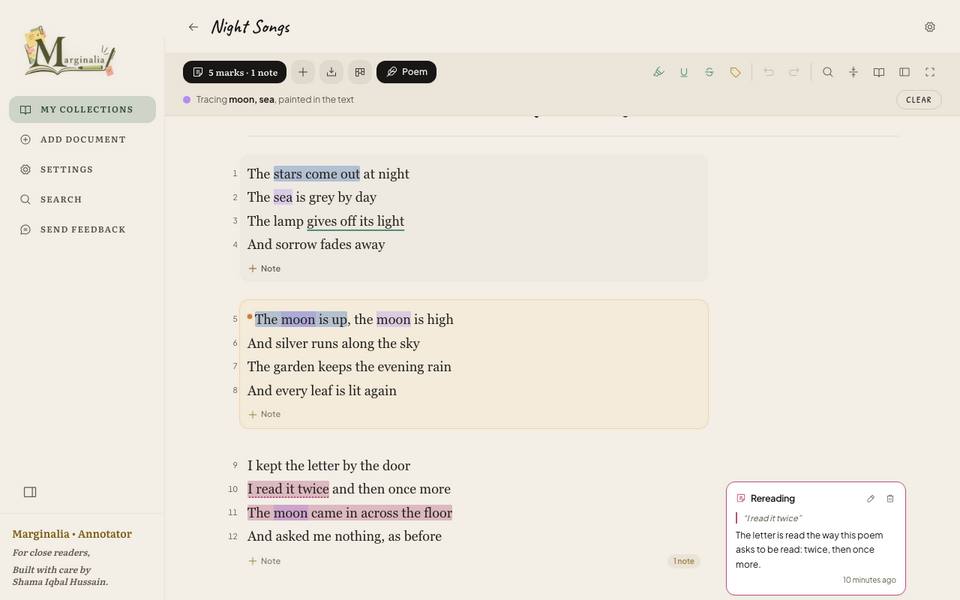 Marginalia
MY COLLECTIONS
ADD DOCUMENT
SETTINGS
SEARCH
SEND FEEDBACK
Marginalia • Annotator
For close readers,
Built with care by
Shama Iqbal Hussain.
Night Songs
5 marks · 1 note
Poem
Tracing moon, sea, painted in the text
CLEAR
1 The stars come out at night
2 The sea is grey by day
3 The lamp gives off its light
4 And sorrow fades away
+ Note
5 The moon is up, the moon is high
6 And silver runs along the sky
7 The garden keeps the evening rain
8 And every leaf is lit again
+ Note
9 I kept the letter by the door
10 I read it twice and then once more
11 The moon came in across the floor
12 And asked me nothing, as before
+ Note
1 note
Rereading
"I read it twice"
The letter is read the way this poem
asks to be read: twice, then once
more.
10 minutes ago